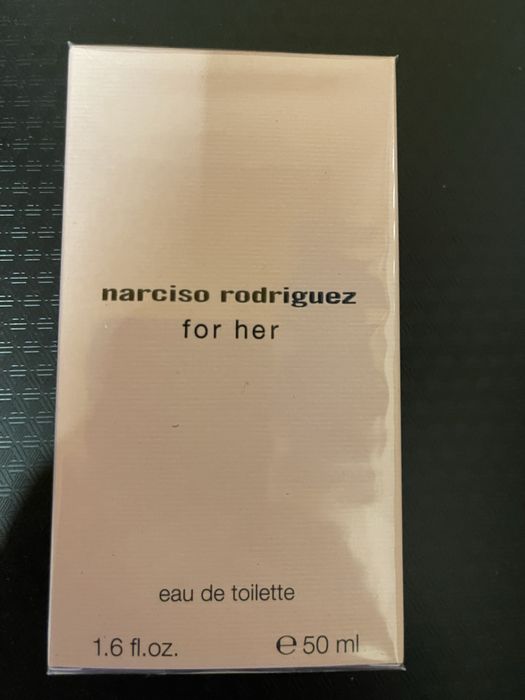 narciso rodriguez
for her
eau de toilette
1.6 fl.oz. ℮ 50 ml